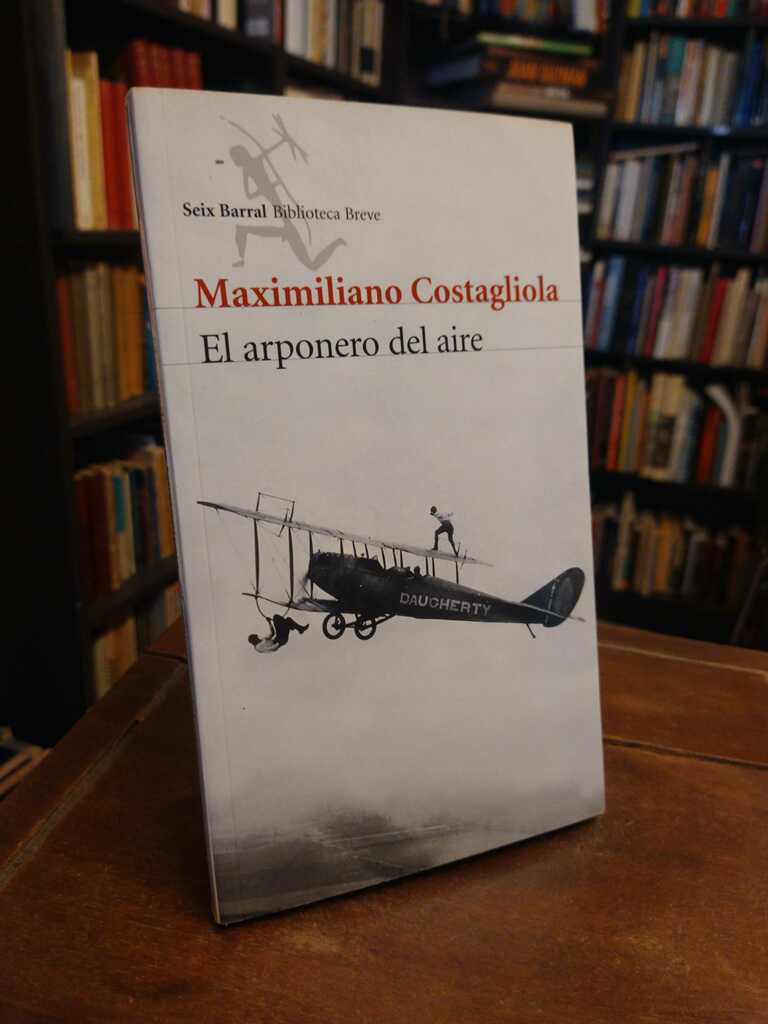 Seix Barral Biblioteca Breve
Maximiliano Costagliola
El arponero del aire
DAUGHERTY